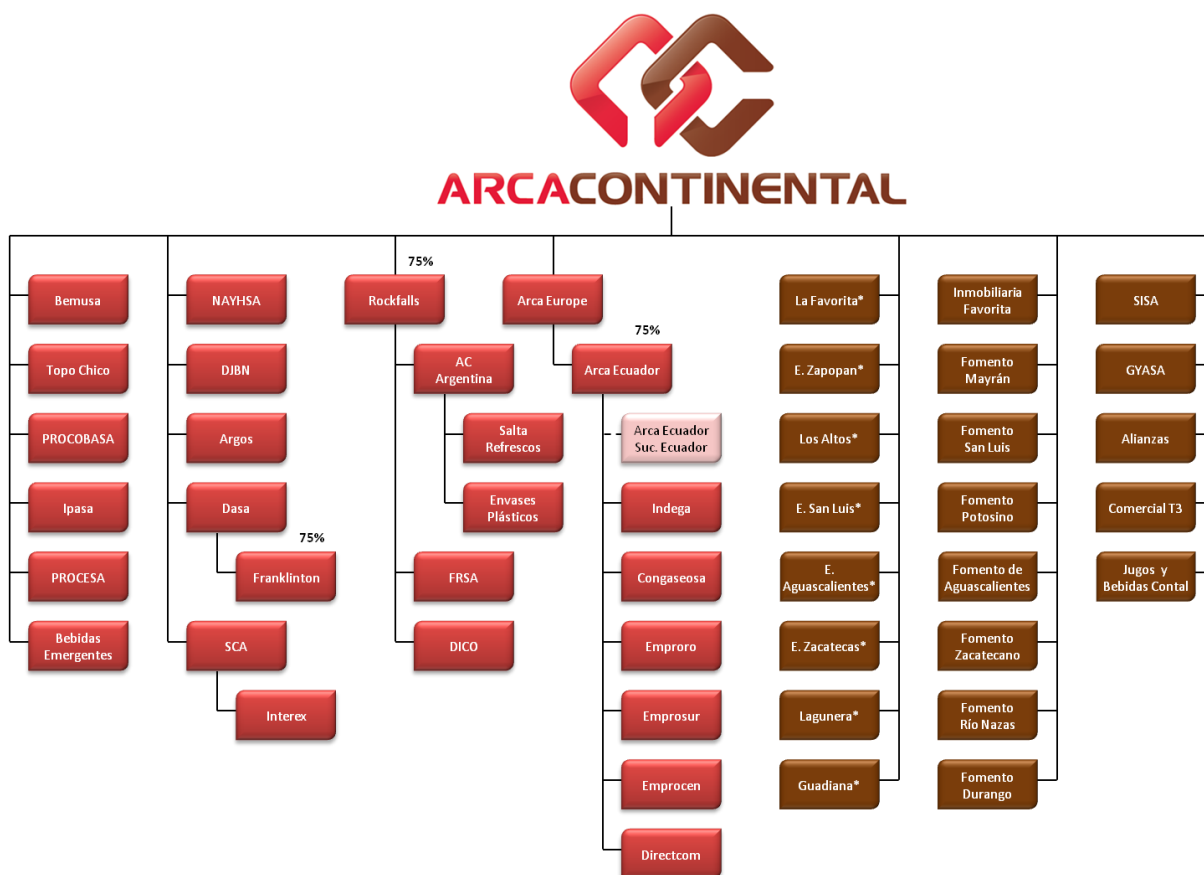 ARCACONTINENTAL
75%
Bemusa
NAYHSA
Rockfalls
Arca Europe
La Favorita*
Inmobiliaria
Favorita
SISA
75%
Topo Chico
DJBN
AC
Argentina
Arca Ecuador
E. Zapopan*
Fomento
Mayrán
GYASA
PROCOBASA
Argos
Salta
Refrescos
Arca Ecuador
Suc. Ecuador
Los Altos*
Fomento
San Luis
Alianzas
Ipasa
Dasa
Envases
Plásticos
Indega
E. San Luis*
Fomento
Potosino
Comercial T3
75%
PROCESA
Franklinton
FRSA
Congaseosa
E.
Aguascalientes*
Fomento de
Aguascalientes
Jugos y
Bebidas Contal
Bebidas
Emergentes
SCA
DICO
Emproro
E. Zacatecas*
Fomento
Zacatecano
Interex
Emprosur
Lagunera*
Fomento
Río Nazas
Emprocen
Guadiana*
Fomento
Durango
Directcom